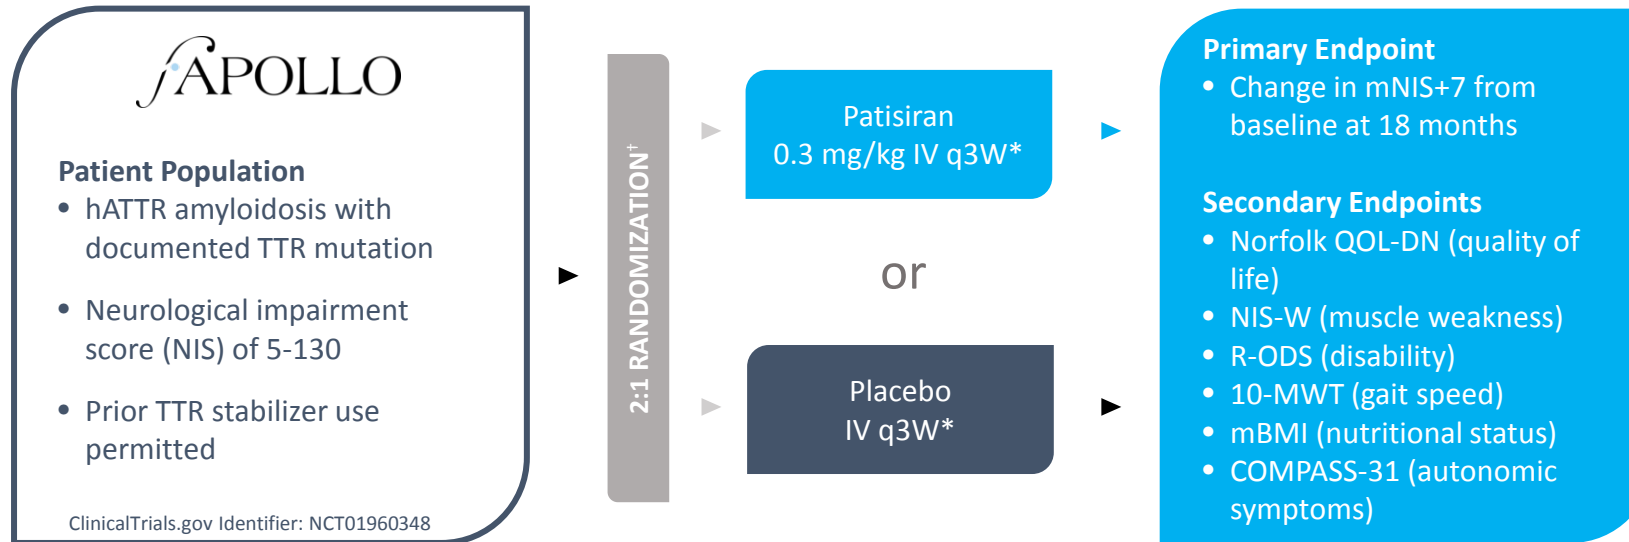 APOLLO
Patient Population
• hATTR amyloidosis with
documented TTR mutation
• Neurological impairment
score (NIS) of 5-130
• Prior TTR stabilizer use
permitted
ClinicalTrials.gov Identifier: NCT01960348
2:1 RANDOMIZATION†
Patisiran
0.3 mg/kg IV q3W*
or
Placebo
IV q3W*
Primary Endpoint
• Change in mNIS+7 from
baseline at 18 months
Secondary Endpoints
• Norfolk QOL-DN (quality of
life)
• NIS-W (muscle weakness)
• R-ODS (disability)
• 10-MWT (gait speed)
• mBMI (nutritional status)
• COMPASS-31 (autonomic
symptoms)